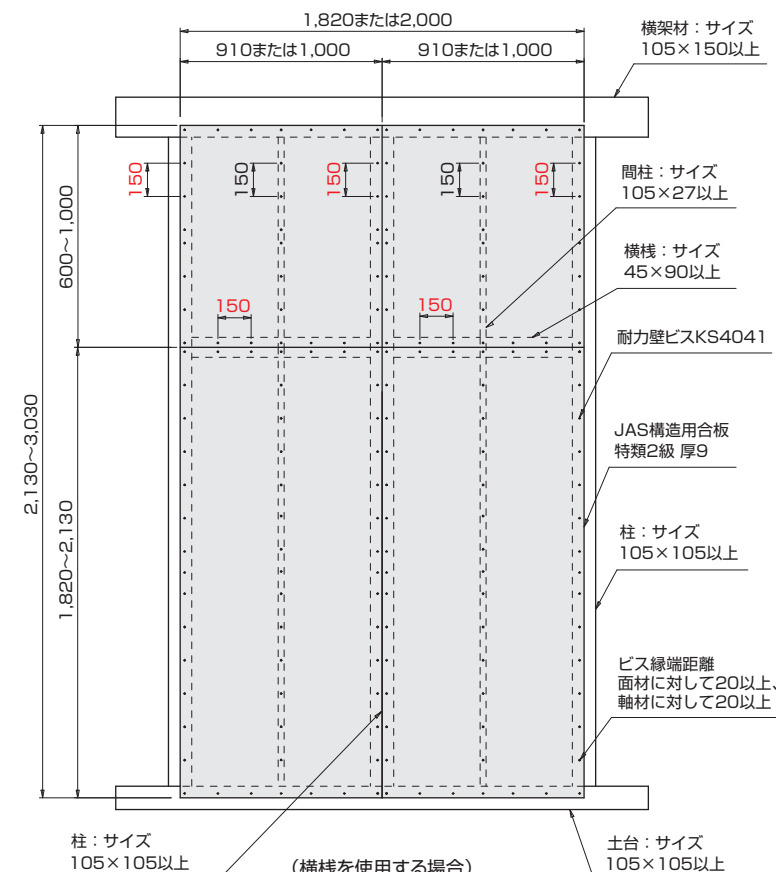 1,820または2,000
910または1,000
910または1,000
横架材：サイズ
105×150以上
150
150
150
150
150
600～1,000
間柱：サイズ
105×27以上
横桟：サイズ
45×90以上
150
150
耐力壁ビスKS4041
2,130～3,030
JAS構造用合板
特類2級 厚9
1,820～2,130
柱：サイズ
105×105以上
ビス縁端距離
面材に対して20以上、
軸材に対して20以上
柱：サイズ
105×105以上
（横桟を使用する場合）
土台：サイズ
105×105以上